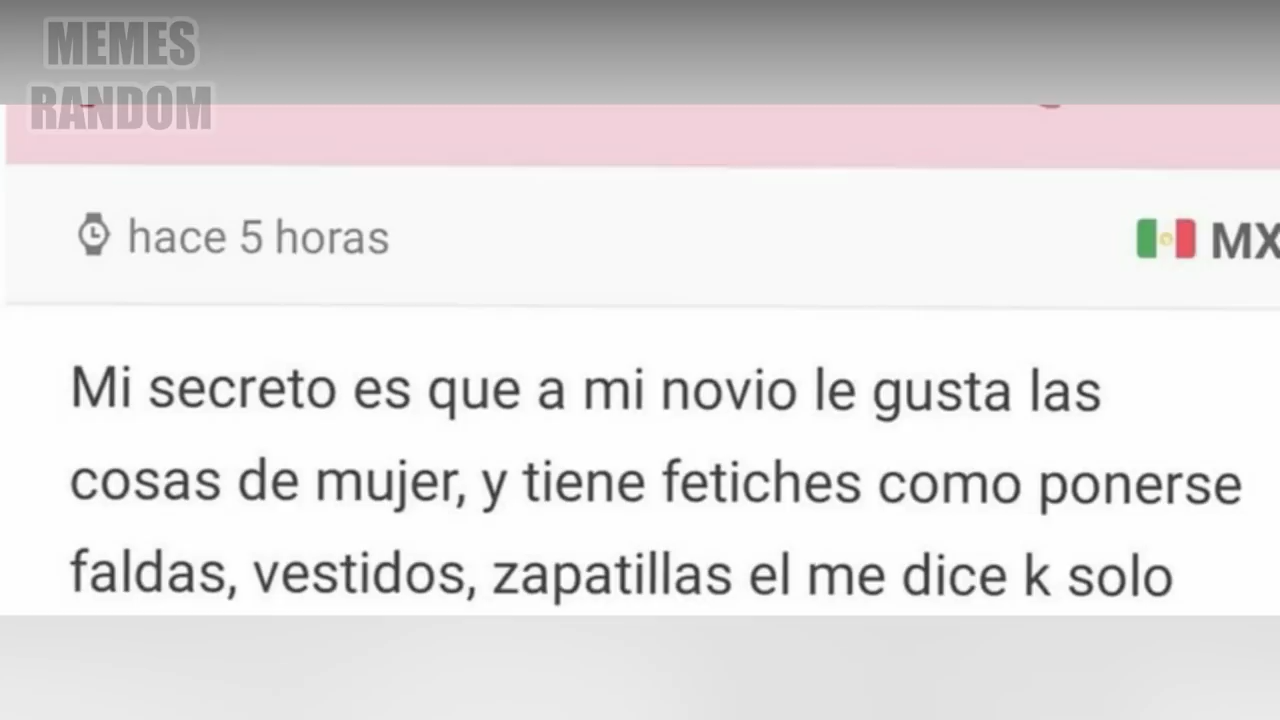 MEMES
RANDOM
hace 5 horas
MX
Mi secreto es que a mi novio le gusta las
cosas de mujer, y tiene fetiches como ponerse
faldas, vestidos, zapatillas el me dice k solo